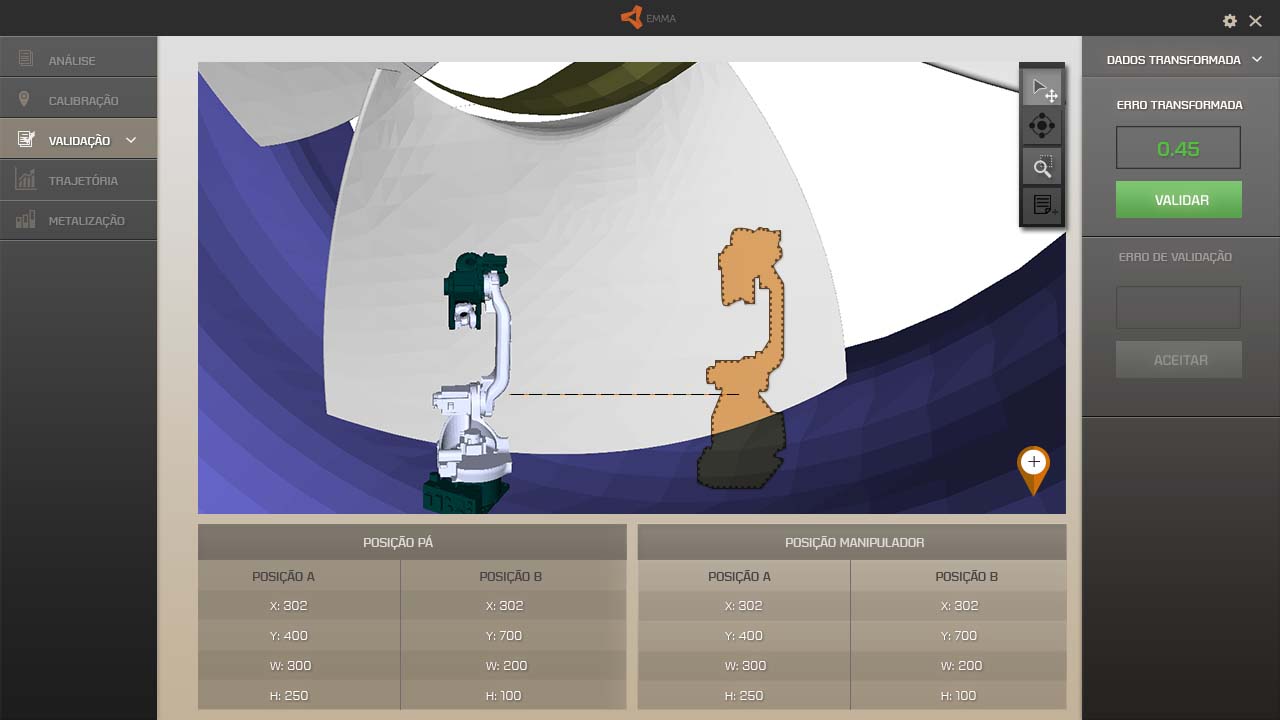 EMMA
ANÁLISE
CALIBRAÇÃO
VALIDAÇÃO
TRAJETÓRIA
METALIZAÇÃO
DADOS TRANSFORMADA
ERRO TRANSFORMADA
0.45
VALIDAR
ERRO DE VALIDAÇÃO
ACEITAR
POSIÇÃO PÁ
POSIÇÃO A POSIÇÃO B
X: 302 X: 302
Y: 400 Y: 700
W: 300 W: 200
H: 250 H: 100
POSIÇÃO MANIPULADOR
POSIÇÃO A POSIÇÃO B
X: 302 X: 302
Y: 400 Y: 700
W: 300 W: 200
H: 250 H: 100